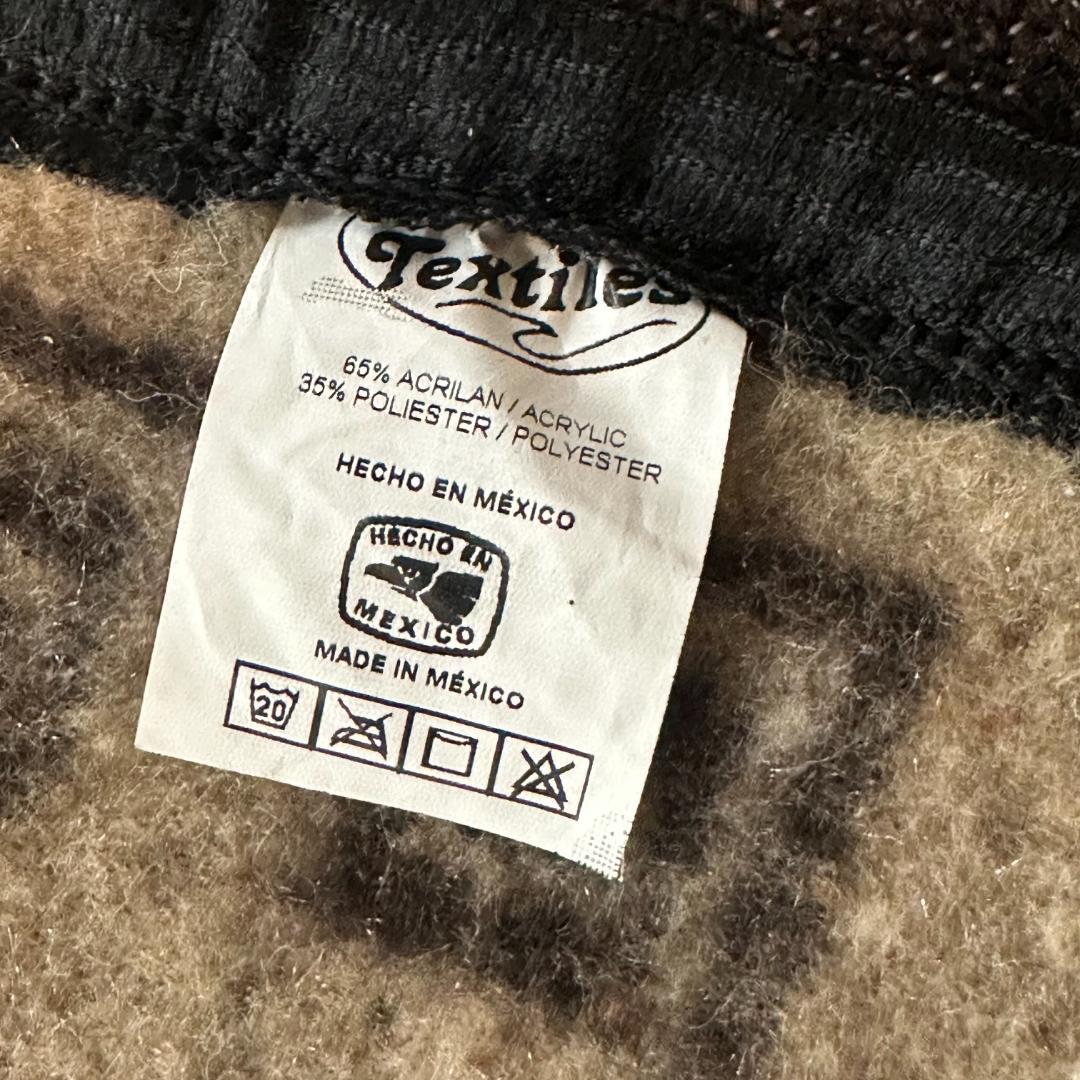 Textiles
65% ACRILAN / ACRYLIC
35% POLIESTER / POLYESTER
HECHO EN MÉXICO
HECHO EN
MEXICO
MADE IN MÉXICO
20